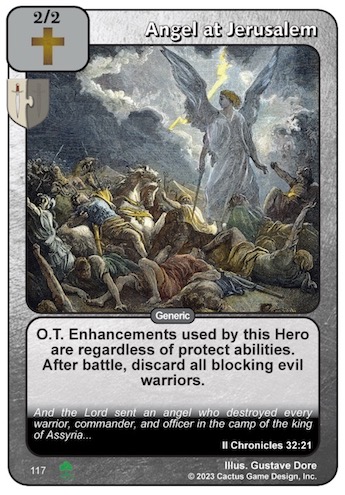 2/2
Angel at Jerusalem
Generic
O.T. Enhancements used by this Hero
are regardless of protect abilities.
After battle, discard all blocking evil
warriors.
And the Lord sent an angel who destroyed every
warrior, commander, and officer in the camp of the king
of Assyria...
II Chronicles 32:21
Illus. Gustave Dore
117
© 2023 Cactus Game Design, Inc.